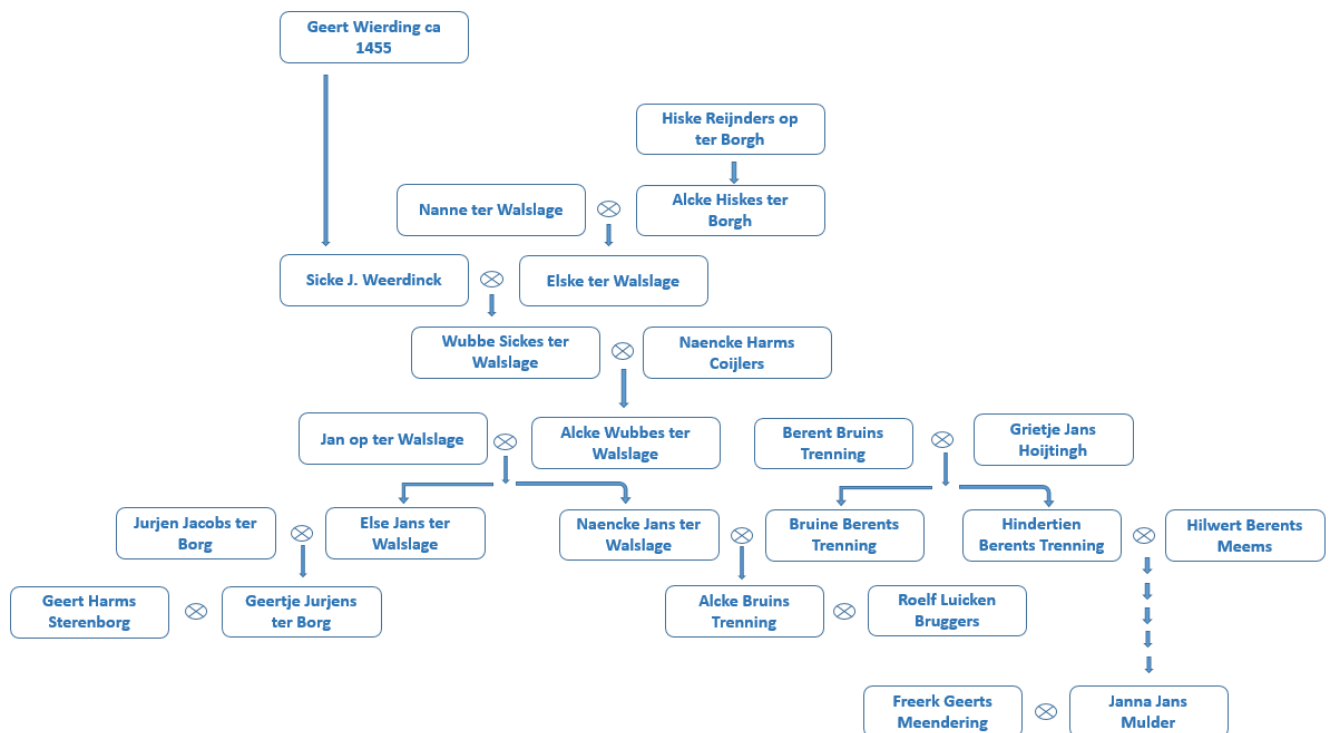 Geert Wierding ca
1455
Hiske Reijnders op
ter Borgh
Nanne ter Walslage
Alcke Hiskes ter
Borgh
Sicke J. Weerdinck
Elske ter Walslage
Wubbe Sickes ter
Walslage
Naencke Harms
Coijlers
Jan op ter Walslage
Alcke Wubbes ter
Walslage
Berent Bruins
Trenning
Grietje Jans
Hoijtingh
Jurjen Jacobs ter
Borg
Else Jans ter
Walslage
Naencke Jans ter
Walslage
Bruine Berents
Trenning
Hindertien
Berents Trenning
Hilwert Berents
Meems
Geert Harms
Sterenborg
Geertje Jurjens
ter Borg
Alcke Bruins
Trenning
Roelf Luicken
Bruggers
Freerk Geerts
Meendering
Janna Jans
Mulder